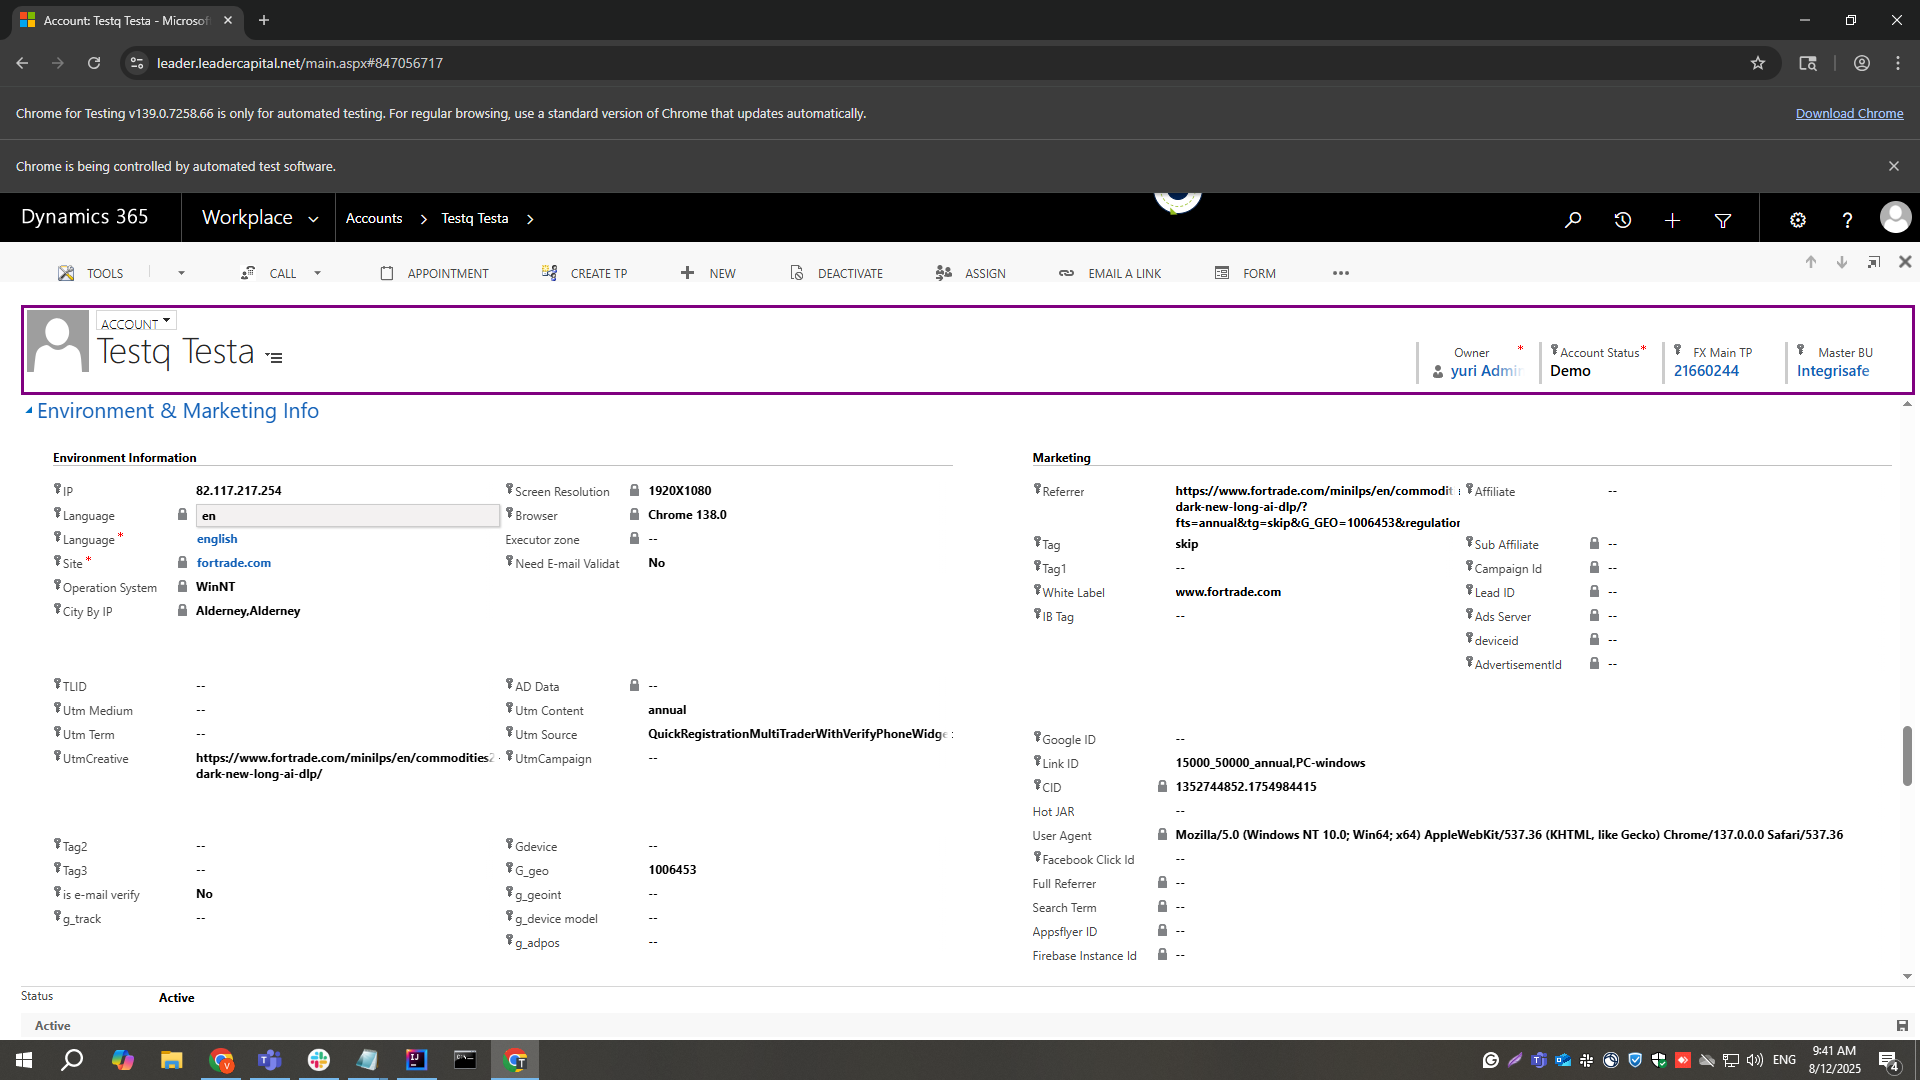 Account: Testq Testa - Microsof
leader.leadercapital.net/main.aspx#847056717
Chrome for Testing v139.0.7258.66 is only for automated testing. For regular browsing, use a standard version of Chrome that updates automatically.
Download Chrome
Chrome is being controlled by automated test software.
Dynamics 365
Workplace
Accounts
Testq Testa
TOOLS
CALL
APPOINTMENT
CREATE TP
NEW
DEACTIVATE
ASSIGN
EMAIL A LINK
FORM
ACCOUNT
Testq Testa
Owner *
yuri Admin
Account Status *
Demo
FX Main TP
21660244
Master BU
Integrisafe
Environment & Marketing Info
Environment Information
IP 82.117.217.254
Language en
Language * english
Site * fortrade.com
Operation System WinNT
City By IP Alderney,Alderney
Screen Resolution 1920X1080
Browser Chrome 138.0
Executor zone --
Need E-mail Validat No
TLID --
Utm Medium --
Utm Term --
UtmCreative https://www.fortrade.com/minilps/en/commodities2-
dark-new-long-ai-dlp/
AD Data --
Utm Content annual
Utm Source QuickRegistrationMultiTraderWithVerifyPhoneWidge
UtmCampaign --
Tag2 --
Tag3 --
is e-mail verify No
g_track --
Gdevice --
G_geo 1006453
g_geoint --
g_device model --
g_adpos --
Marketing
Referrer https://www.fortrade.com/minilps/en/commodit
dark-new-long-ai-dlp/?
fts=annual&tg=skip&G_GEO=1006453&regulation
Tag skip
Tag1 --
White Label www.fortrade.com
IB Tag --
Affiliate --
Sub Affiliate --
Campaign Id --
Lead ID --
Ads Server --
deviceid --
AdvertisementId --
Google ID --
Link ID 15000_50000_annual,PC-windows
CID 1352744852.1754984415
Hot JAR --
User Agent Mozilla/5.0 (Windows NT 10.0; Win64; x64) AppleWebKit/537.36 (KHTML, like Gecko) Chrome/137.0.0.0 Safari/537.36
Facebook Click Id --
Full Referrer --
Search Term --
Appsflyer ID --
Firebase Instance Id --
Status Active
Active
ENG
9:41 AM
8/12/2025
4